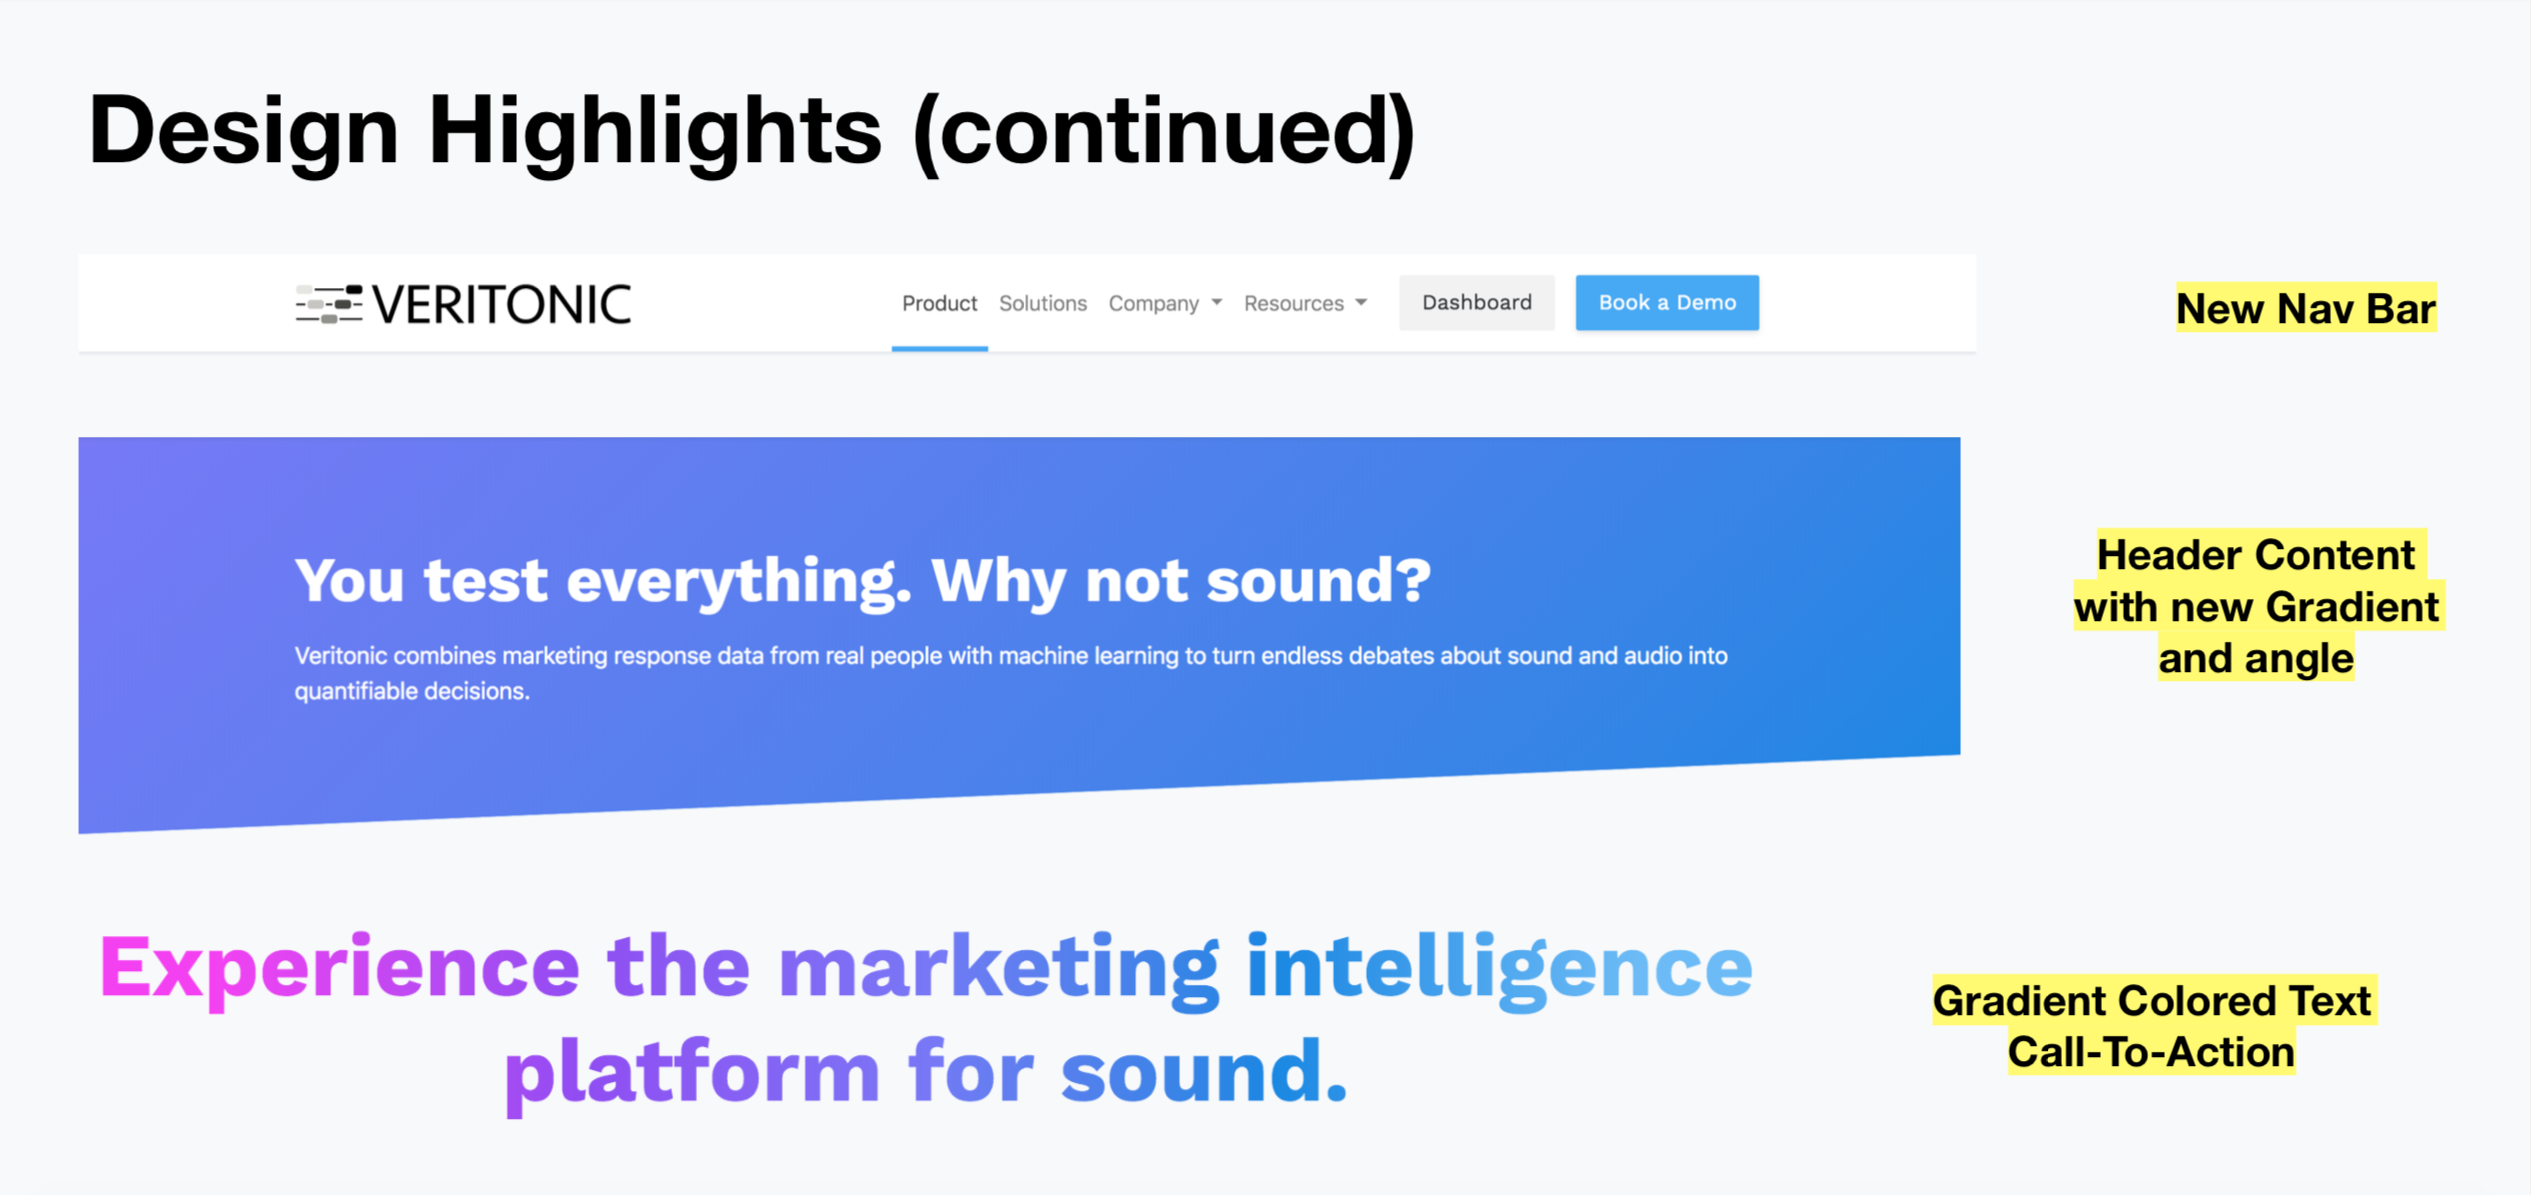 Design Highlights (continued)
VERITONIC Product Solutions Company Resources Dashboard Book a Demo
New Nav Bar
You test everything. Why not sound?
Veritonic combines marketing response data from real people with machine learning to turn endless debates about sound and audio into
quantifiable decisions.
Header Content
with new Gradient
and angle
Experience the marketing intelligence
platform for sound.
Gradient Colored Text
Call-To-Action